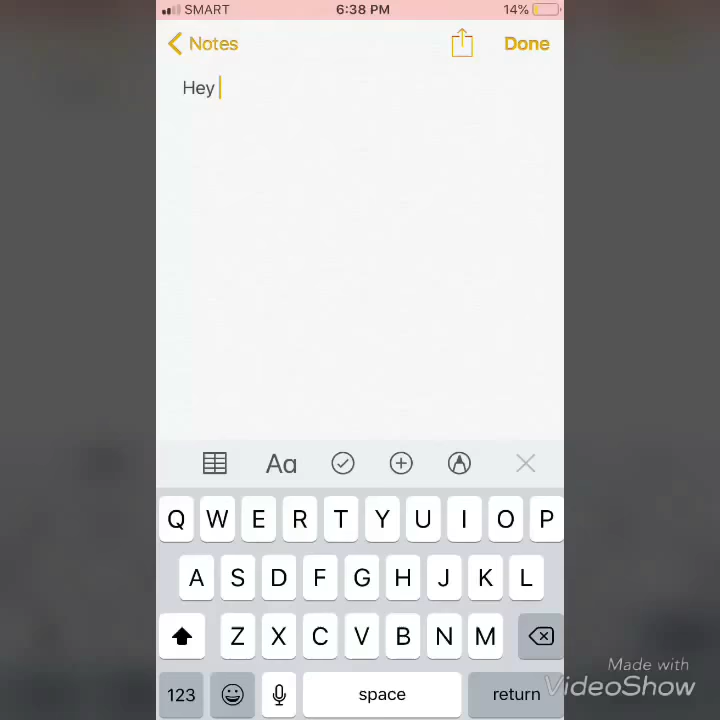 SMART 6:38 PM 14%
Notes Done
Hey
Aa
Q W E R T Y U I O P
A S D F G H J K L
Z X C V B N M
123 space return
Made with
VideoShow